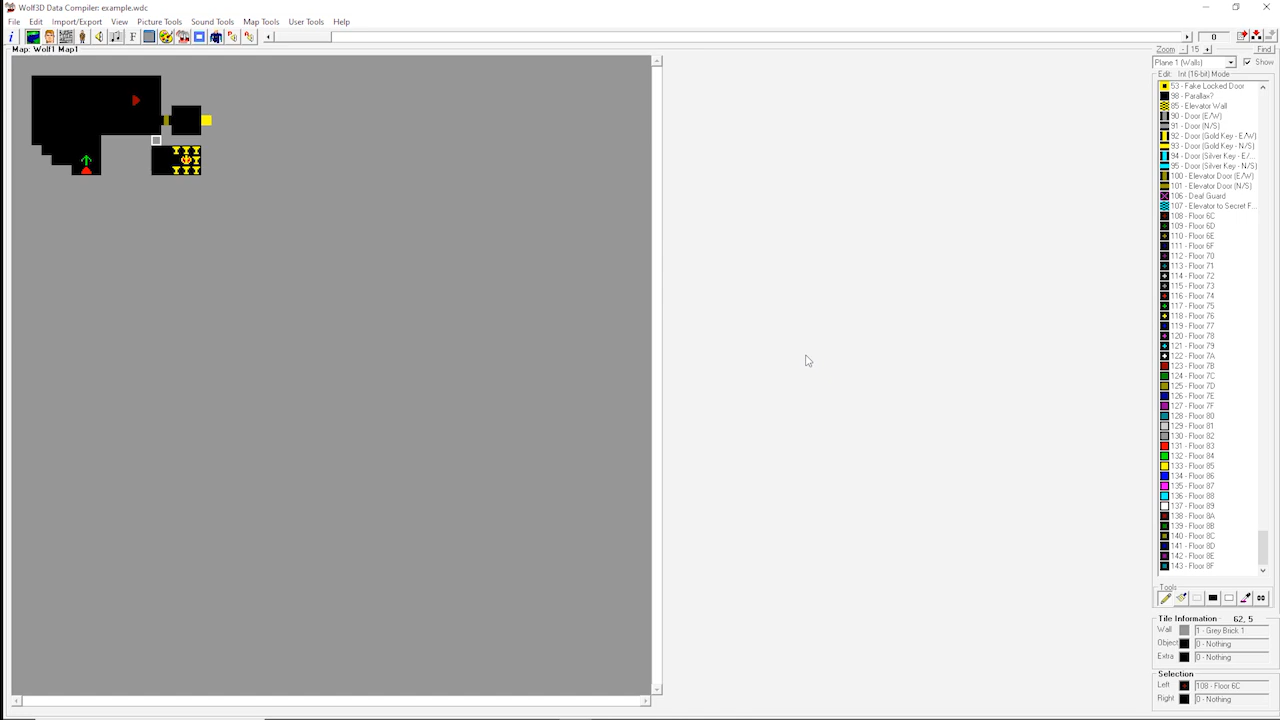 Wolf3D Data Compiler: example.wdc
File Edit Import/Export View Picture Tools Sound Tools Map Tools User Tools Help
0
Map: Wolf1 Map1
Zoom - 15 + Find
Plane 1 (Walls) Show
Edit: Int (16-bit) Mode
53 - Fake Locked Door
98 - Parallax?
85 - Elevator Wall
90 - Door (E/W)
91 - Door (N/S)
92 - Door (Gold Key - E/W)
93 - Door (Gold Key - N/S)
94 - Door (Silver Key - E/...
95 - Door (Silver Key - N/S)
100 - Elevator Door (E/W)
101 - Elevator Door (N/S)
106 - Deaf Guard
107 - Elevator to Secret F...
108 - Floor 6C
109 - Floor 6D
110 - Floor 6E
111 - Floor 6F
112 - Floor 70
113 - Floor 71
114 - Floor 72
115 - Floor 73
116 - Floor 74
117 - Floor 75
118 - Floor 76
119 - Floor 77
120 - Floor 78
121 - Floor 79
122 - Floor 7A
123 - Floor 7B
124 - Floor 7C
125 - Floor 7D
126 - Floor 7E
127 - Floor 7F
128 - Floor 80
129 - Floor 81
130 - Floor 82
131 - Floor 83
132 - Floor 84
133 - Floor 85
134 - Floor 86
135 - Floor 87
136 - Floor 88
137 - Floor 89
138 - Floor 8A
139 - Floor 8B
140 - Floor 8C
141 - Floor 8D
142 - Floor 8E
143 - Floor 8F
Tools
Tile Information 62, 5
Wall 1 - Grey Brick 1
Object 0 - Nothing
Extra 0 - Nothing
Selection
Left 108 - Floor 6C
Right 0 - Nothing